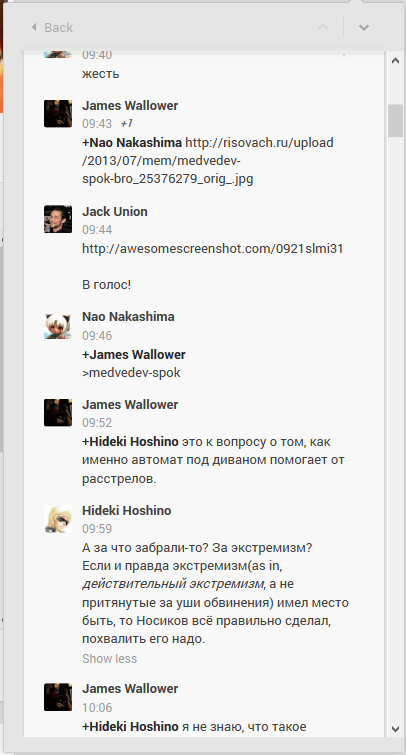 Back
09:40
жесть
James Wallower
09:43 +1
+Nao Nakashima http://risovach.ru/upload
/2013/07/mem/medvedev-
spok-bro_25376279_orig_.jpg
Jack Union
09:44
http://awesomescreenshot.com/0921slmi31
В голос!
Nao Nakashima
09:46
+James Wallower
>medvedev-spok
James Wallower
09:52
+Hideki Hoshino это к вопросу о том, как
именно автомат под диваном помогает от
расстрелов.
Hideki Hoshino
09:59
А за что забрали-то? За экстремизм?
Если и правда экстремизм(as in,
действительный экстремизм, а не
притянутые за уши обвинения) имел место
быть, то Носиков всё правильно сделал,
похвалить его надо.
Show less
James Wallower
10:06
+Hideki Hoshino я не знаю, что такое